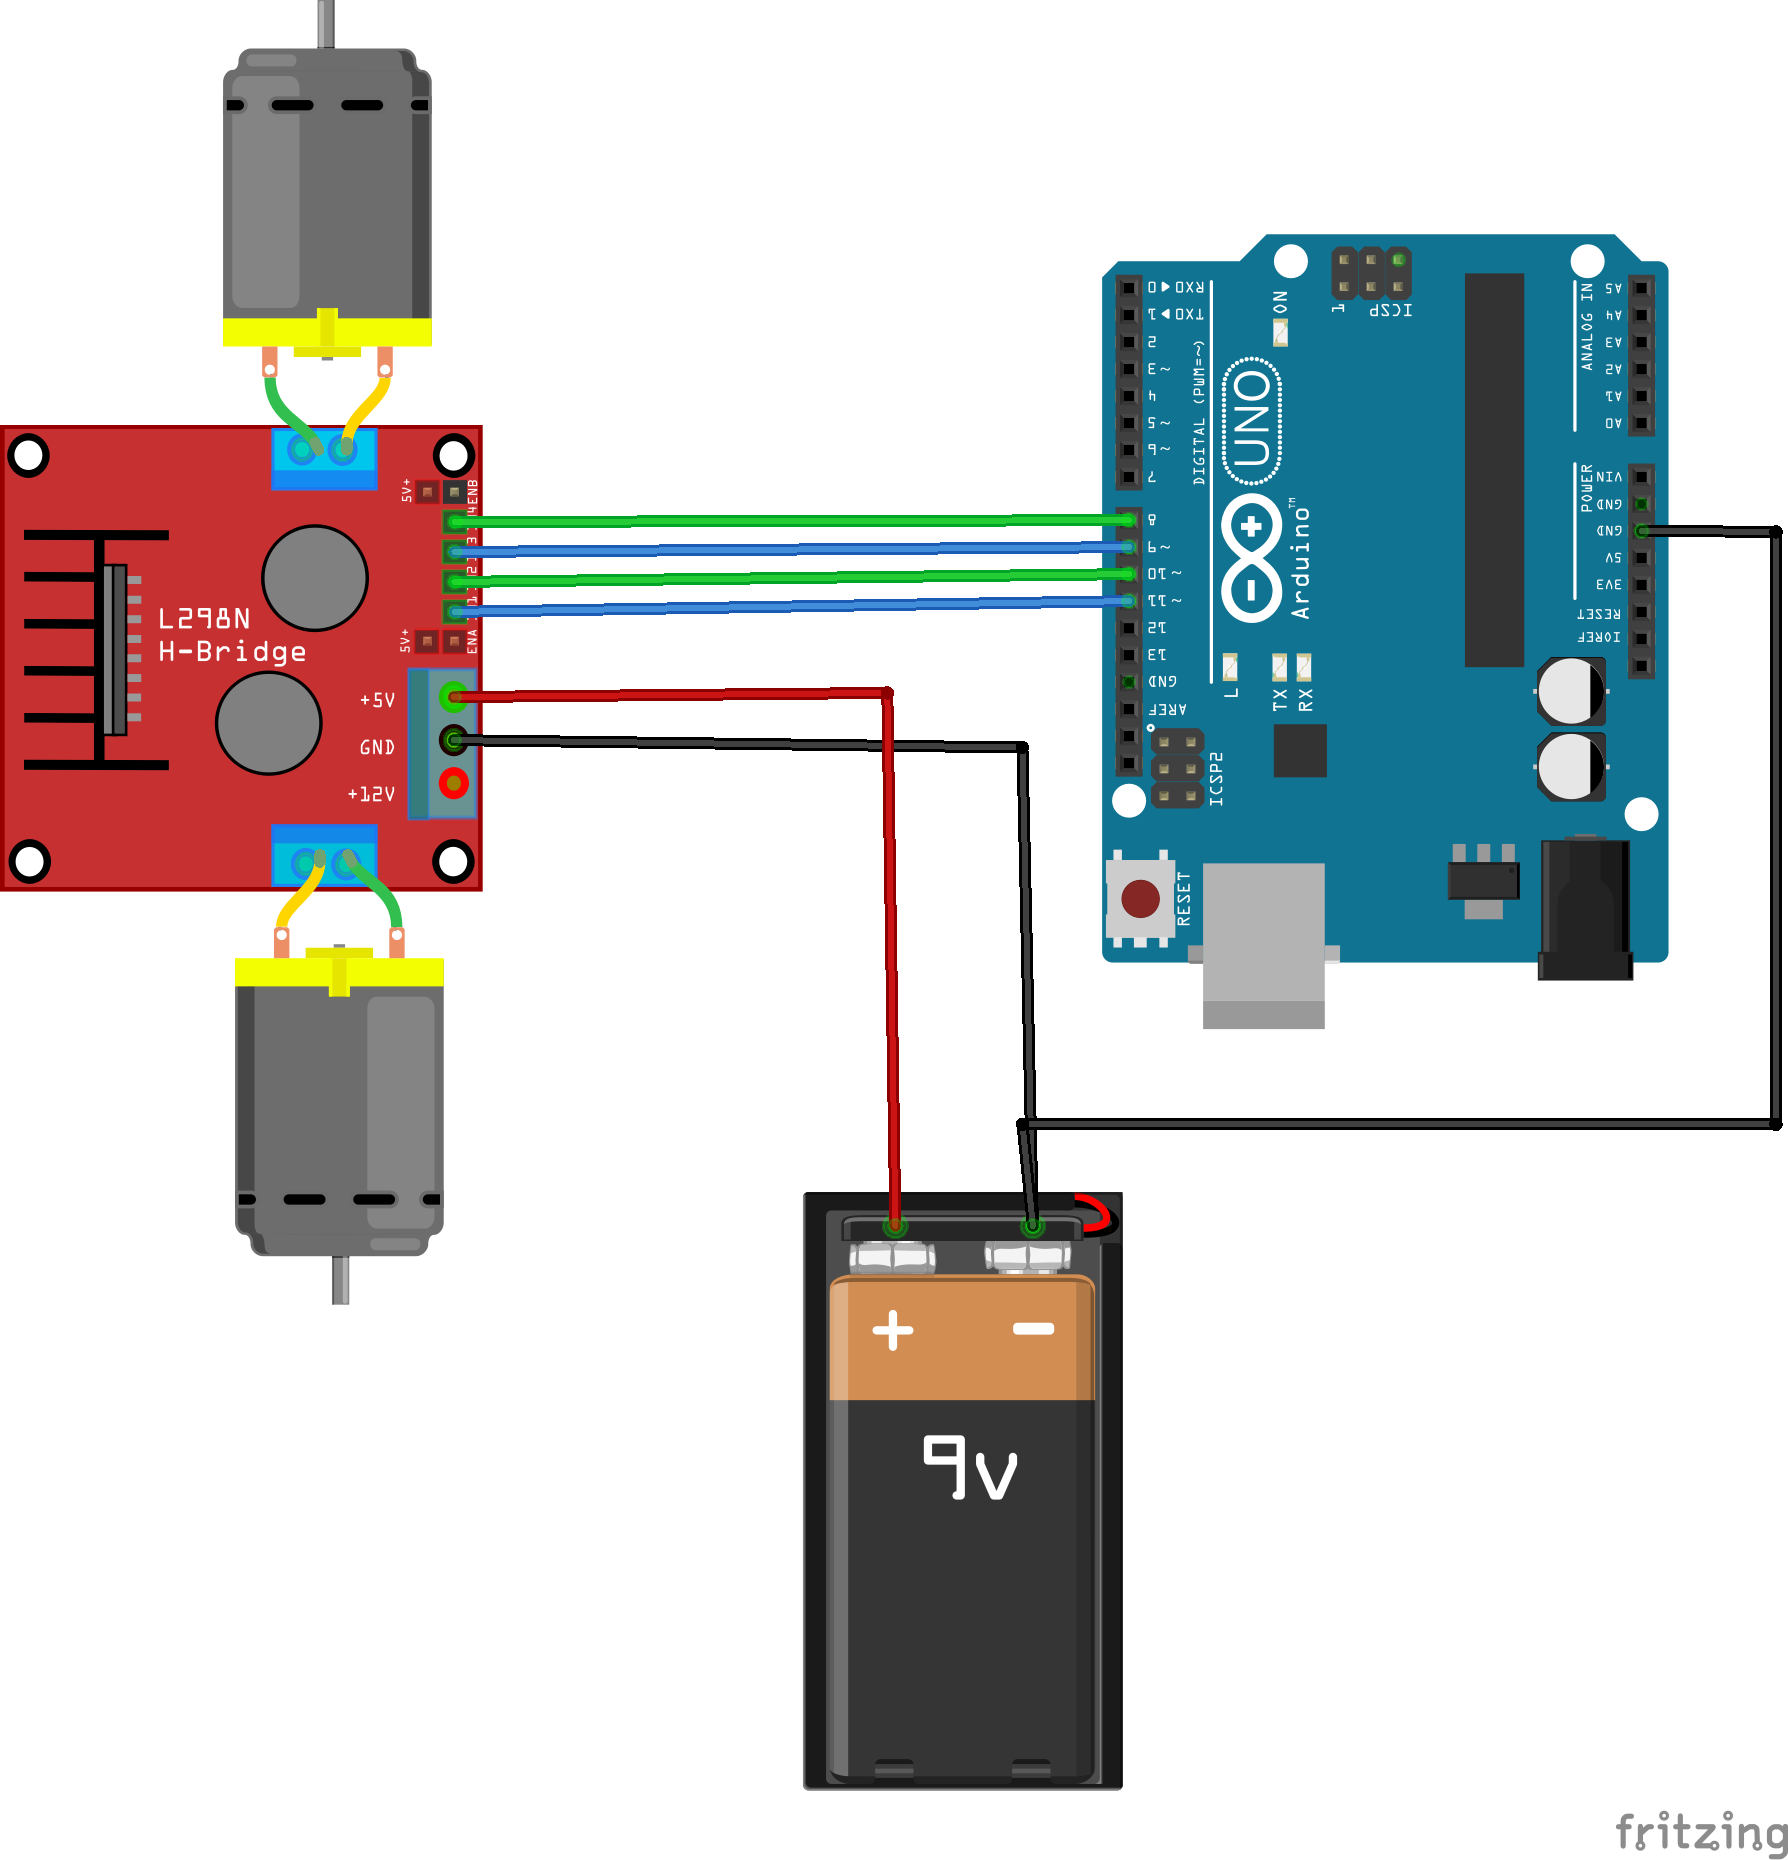 5V+
ENB
4
3
2
1
5V+
ENA
L298N
H-Bridge
+5V
GND
+12V
0◀RXD
1▶TXD
2
3~
4
5~
6~
7
8
9~
10~
11~
12
13
GND
AREF
DIGITAL (PWM=~)
ON
1
ICSP
UNO
Arduino™
L
TX
RX
ICSP2
RESET
ANALOG IN
A5
A4
A3
A2
A1
A0
POWER
VIN
GND
GND
5V
3V3
RESET
IOREF
+
−
9v
fritzing